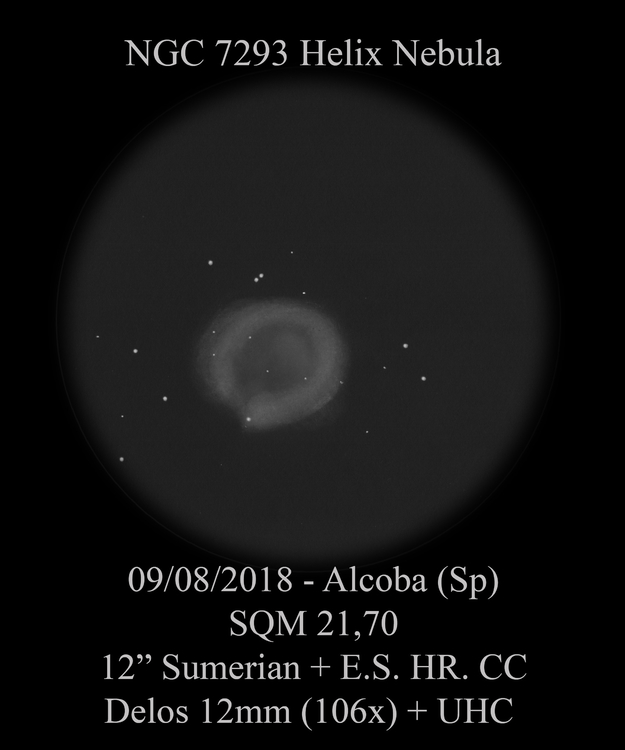 NGC 7293 Helix Nebula
09/08/2018 - Alcoba (Sp)
SQM 21,70
12” Sumerian + E.S. HR. CC
Delos 12mm (106x) + UHC